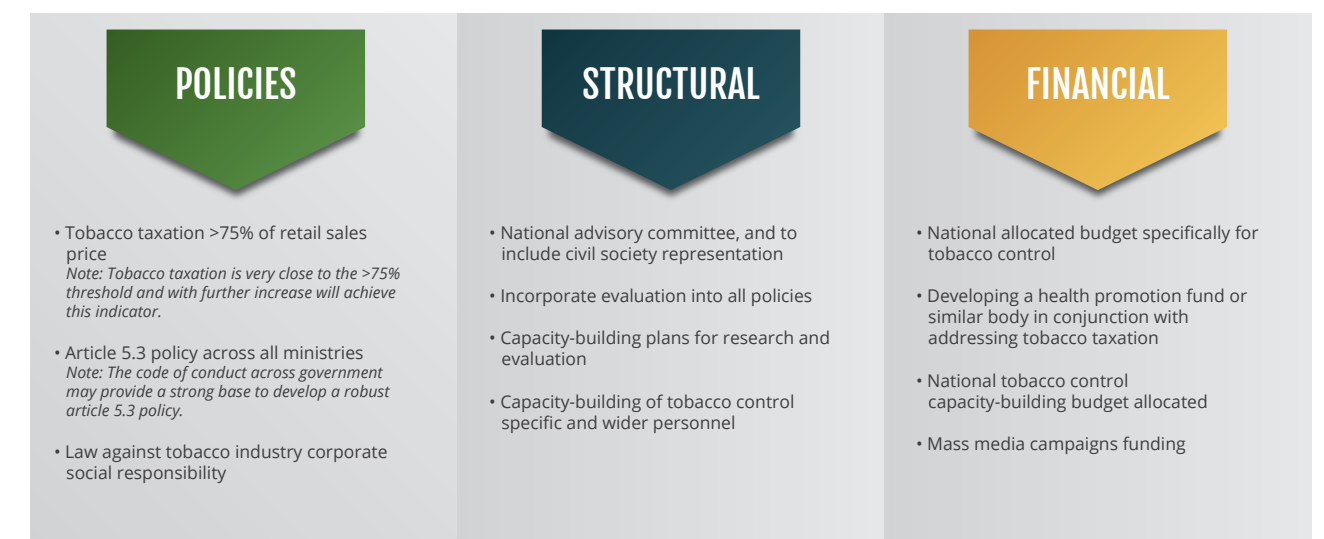 POLICIES
• Tobacco taxation >75% of retail sales
price
Note: Tobacco taxation is very close to the >75%
threshold and with further increase will achieve
this indicator.
• Article 5.3 policy across all ministries
Note: The code of conduct across government
may provide a strong base to develop a robust
article 5.3 policy.
• Law against tobacco industry corporate
social responsibility
STRUCTURAL
• National advisory committee, and to
include civil society representation
• Incorporate evaluation into all policies
• Capacity-building plans for research and
evaluation
• Capacity-building of tobacco control
specific and wider personnel
FINANCIAL
• National allocated budget specifically for
tobacco control
• Developing a health promotion fund or
similar body in conjunction with
addressing tobacco taxation
• National tobacco control
capacity-building budget allocated
• Mass media campaigns funding